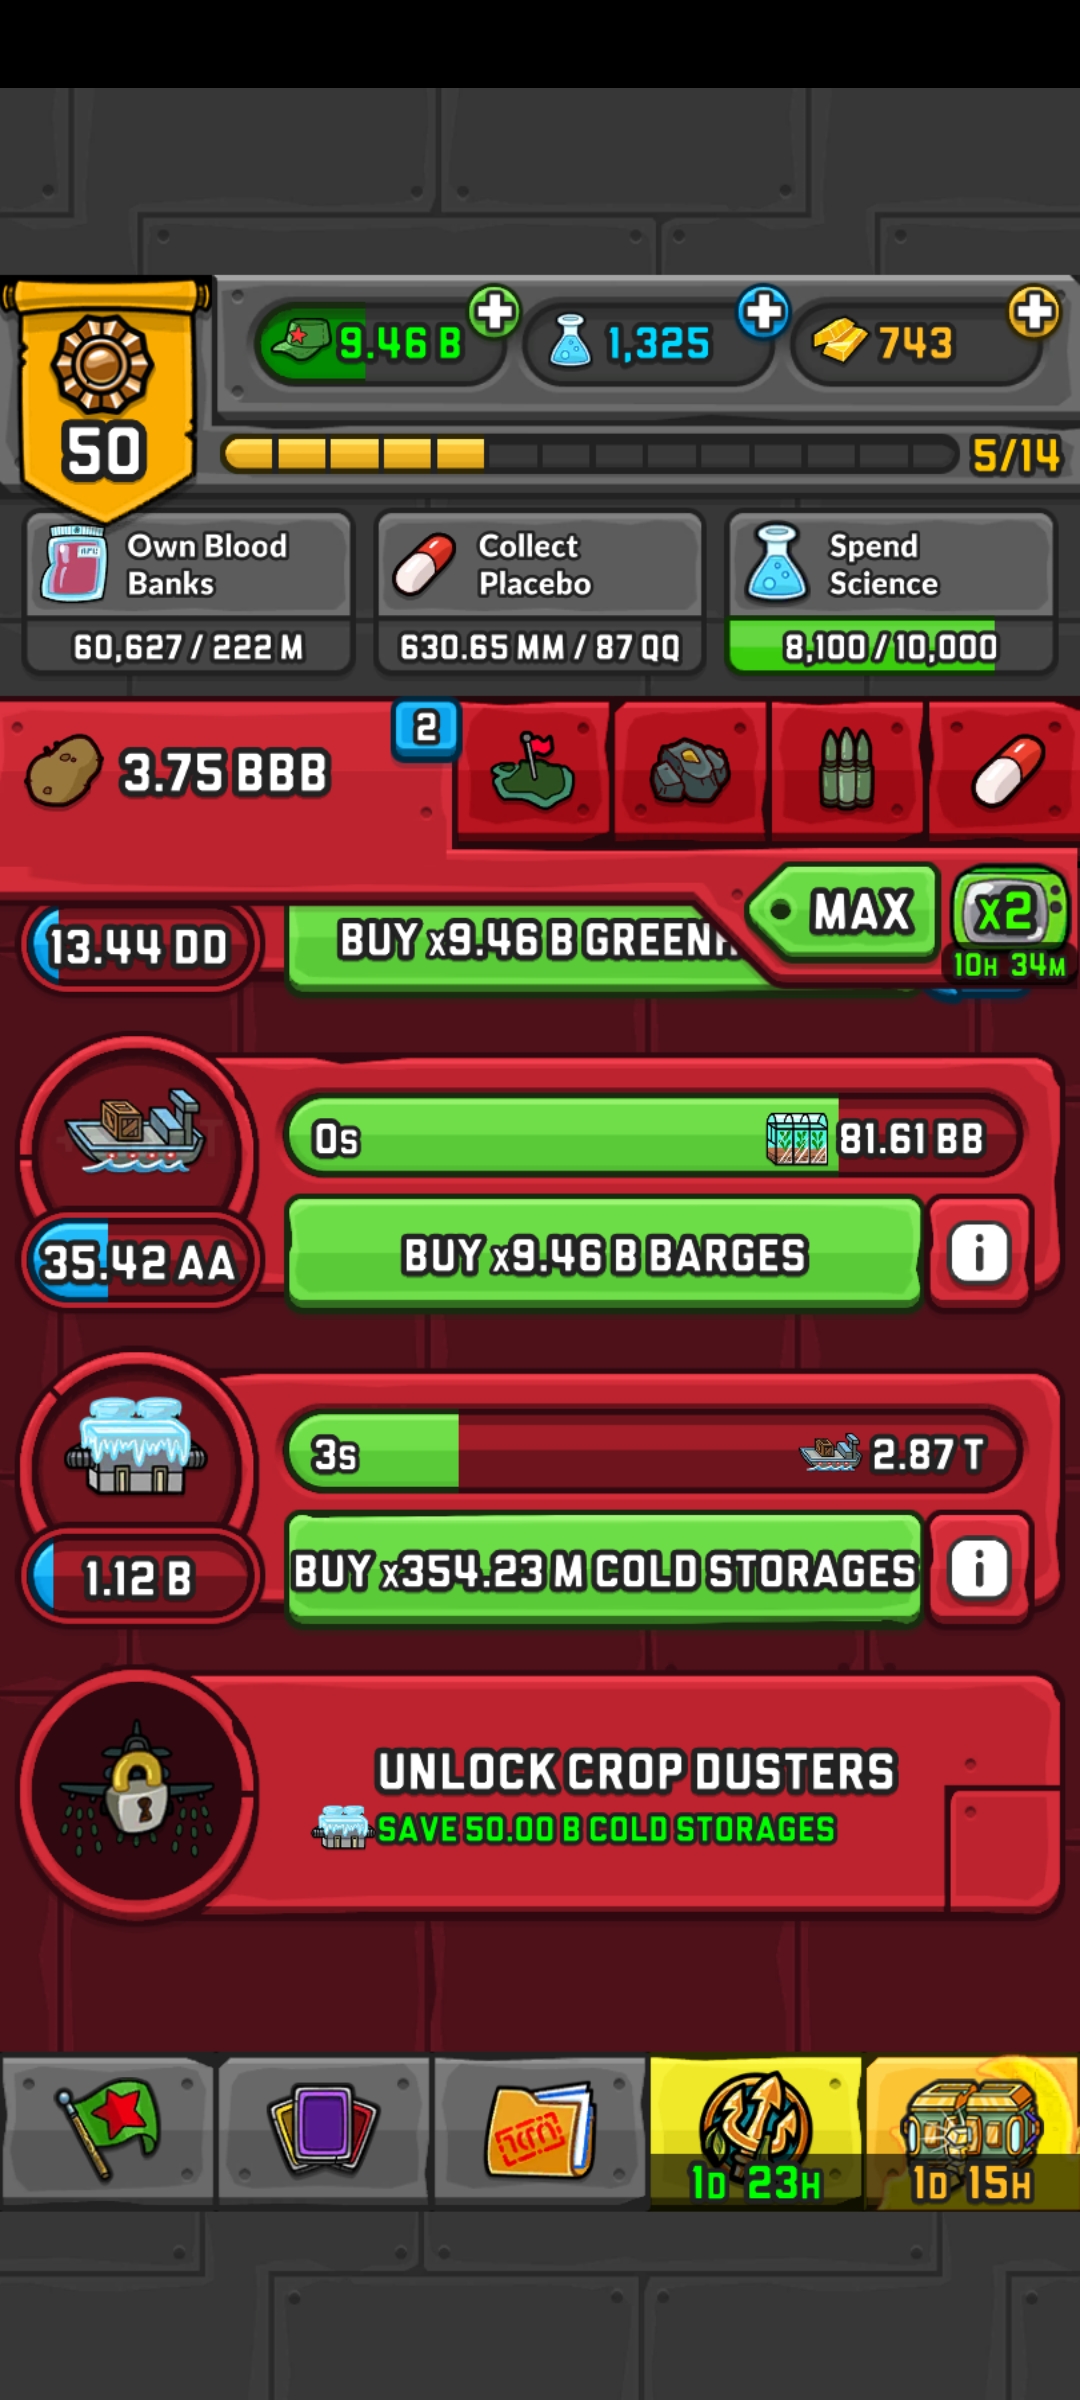 9.46 B
1,325
743
50
5/14
Own Blood
Banks
60,627 / 222 M
Collect
Placebo
630.65 MM / 87 QQ
Spend
Science
8,100 / 10,000
3.75 BBB
2
MAX
x2
10H 34M
13.44 DD
BUY x9.46 B GREENH
0s
81.61 BB
35.42 AA
BUY x9.46 B BARGES
i
3s
2.87 T
1.12 B
BUY x354.23 M COLD STORAGES
i
UNLOCK CROP DUSTERS
SAVE 50.00 B COLD STORAGES
1D 23H
1D 15H